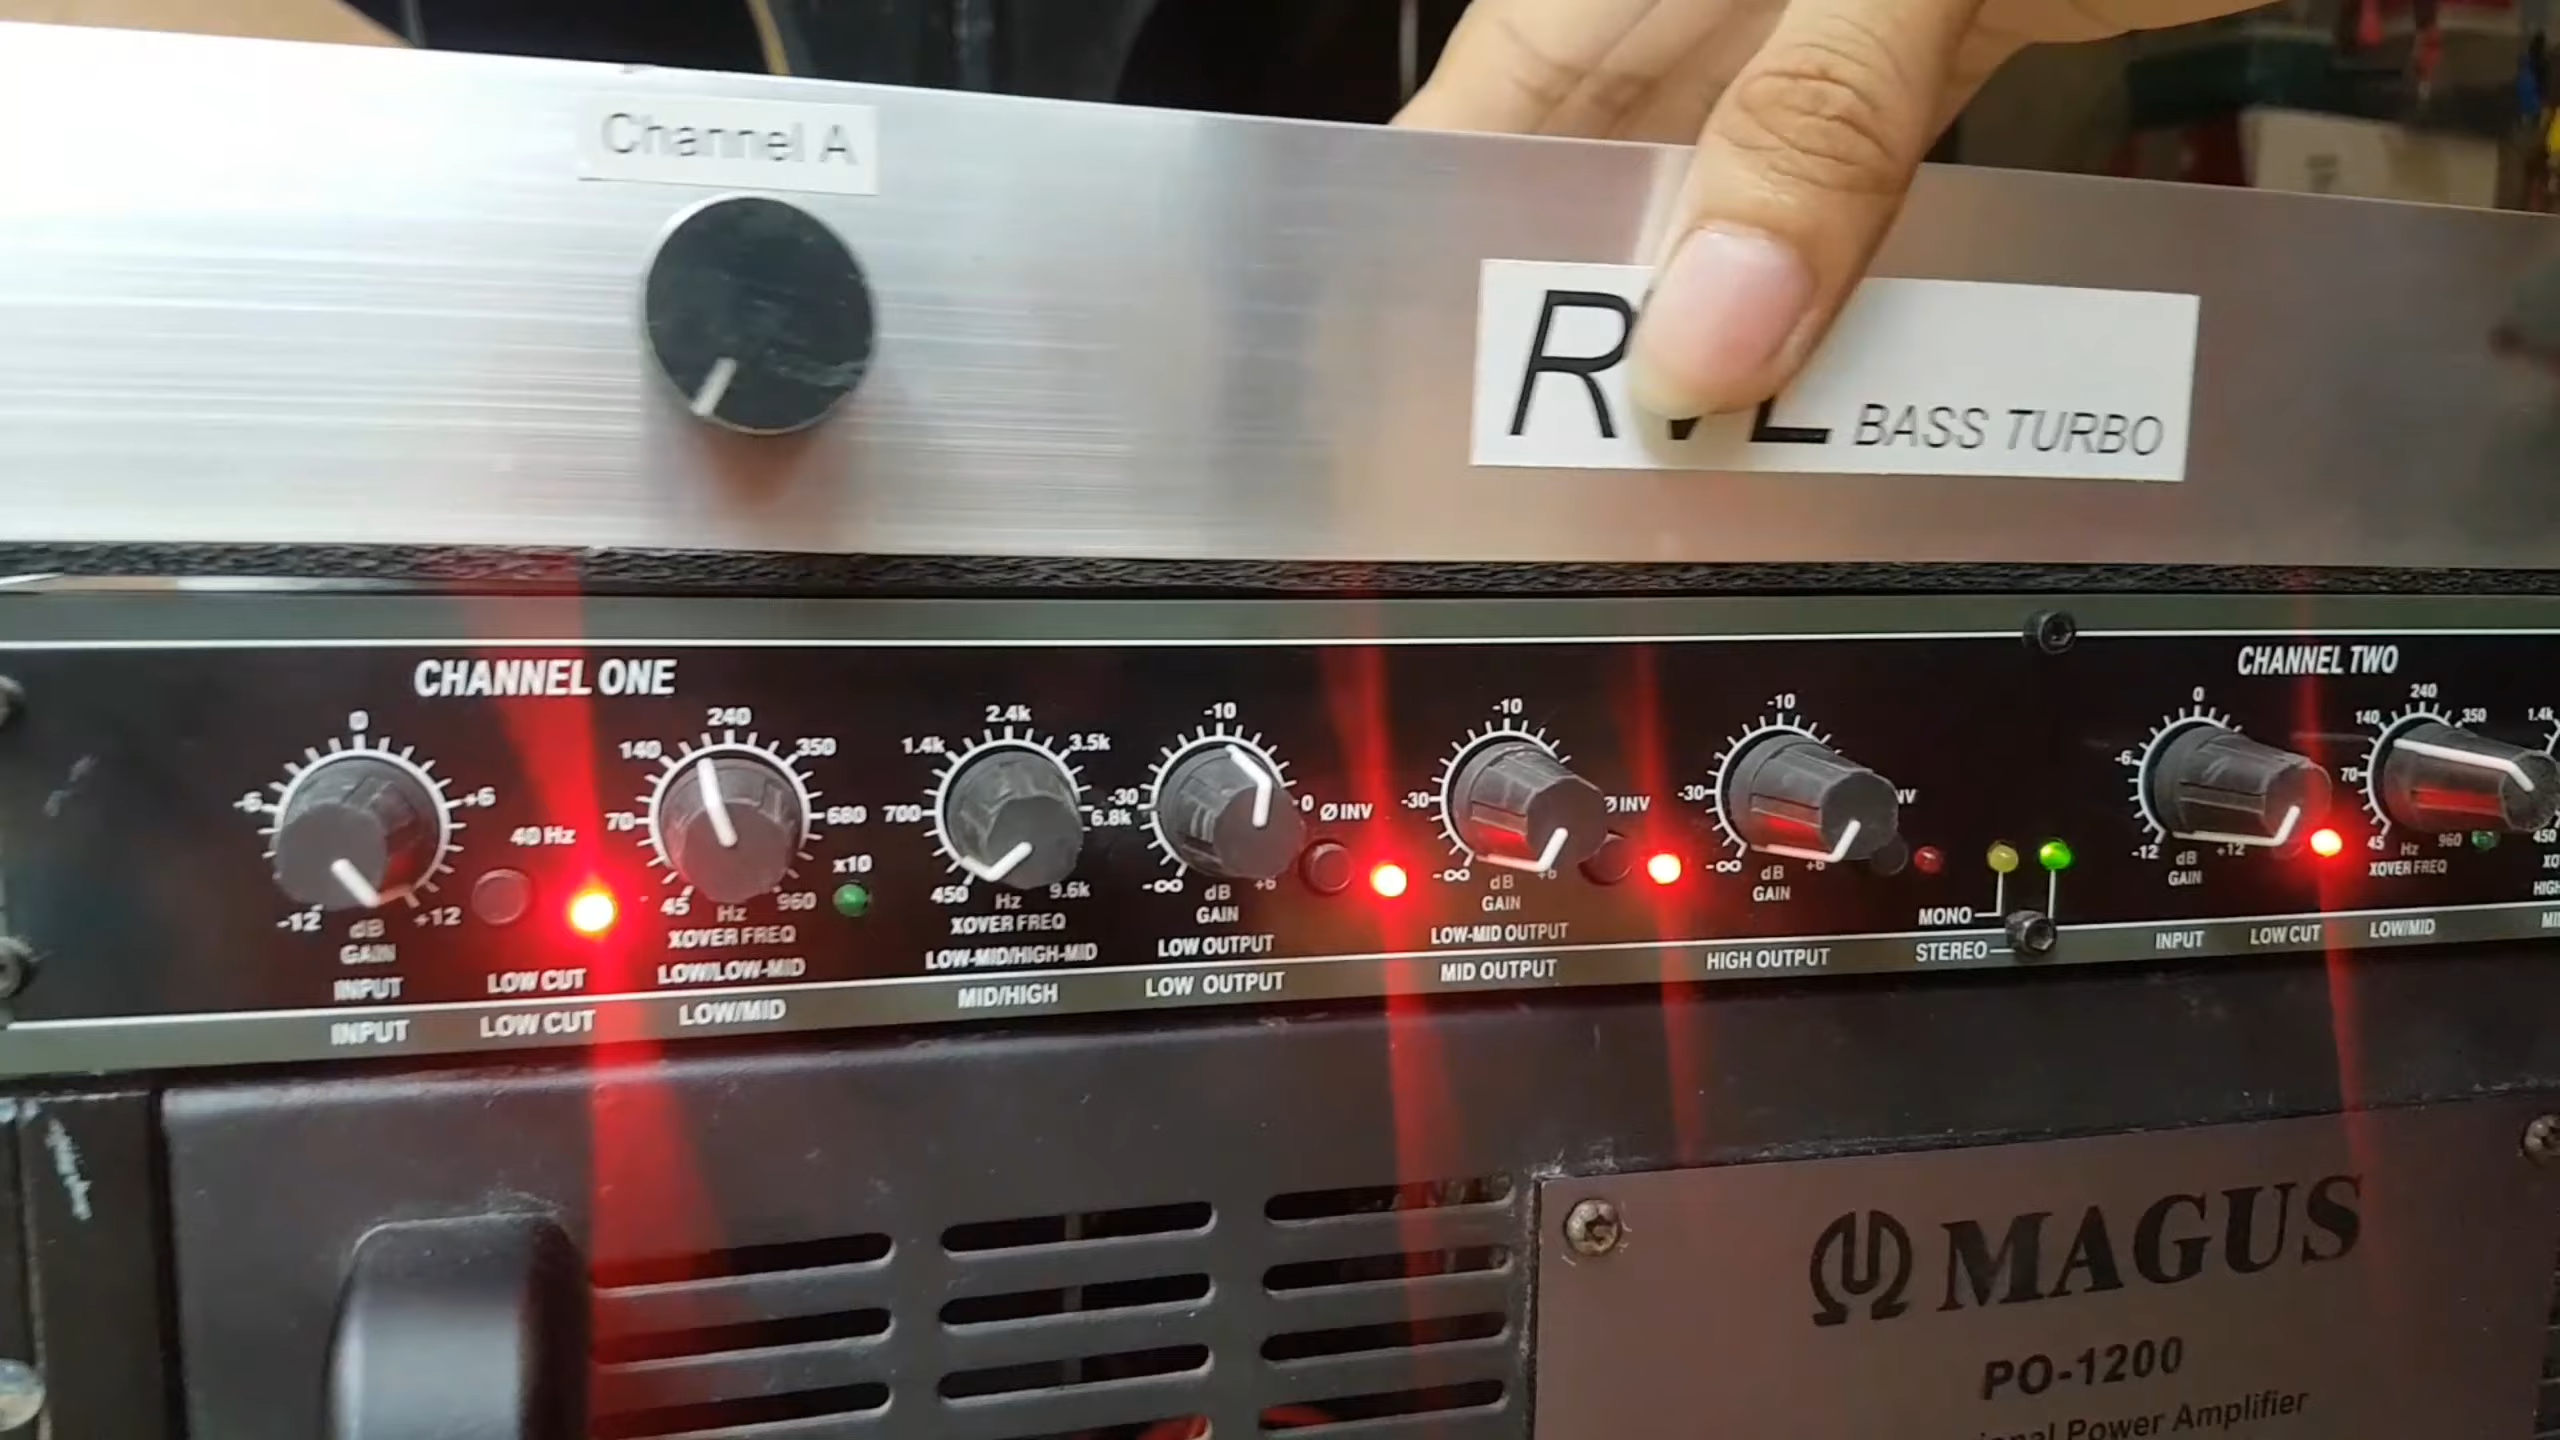 Channel A
BASS TURBO
CHANNEL ONE
CHANNEL TWO
0
-6
+6
-12
+12
dB
GAIN
INPUT
INPUT
40 Hz
LOW CUT
LOW CUT
240
140
350
70
680
45
Hz
960
x10
XOVER FREQ
LOW/LOW-MID
LOW/MID
2.4k
1.4k
3.5k
700
6.8k
450
Hz
9.6k
XOVER FREQ
LOW-MID/HIGH-MID
MID/HIGH
-10
-30
0
Ø INV
-∞
dB
+6
GAIN
LOW OUTPUT
LOW OUTPUT
-10
-30
Ø INV
-∞
dB
+6
GAIN
LOW-MID OUTPUT
MID OUTPUT
-10
-30
-∞
dB
+6
GAIN
HIGH OUTPUT
MONO
STEREO
0
-6
-12
dB
+12
GAIN
INPUT
LOW CUT
240
140
350
70
45
Hz
960
XOVER FREQ
LOW/MID
1.4k
450
MAGUS
PO-1200
Power Amplifier